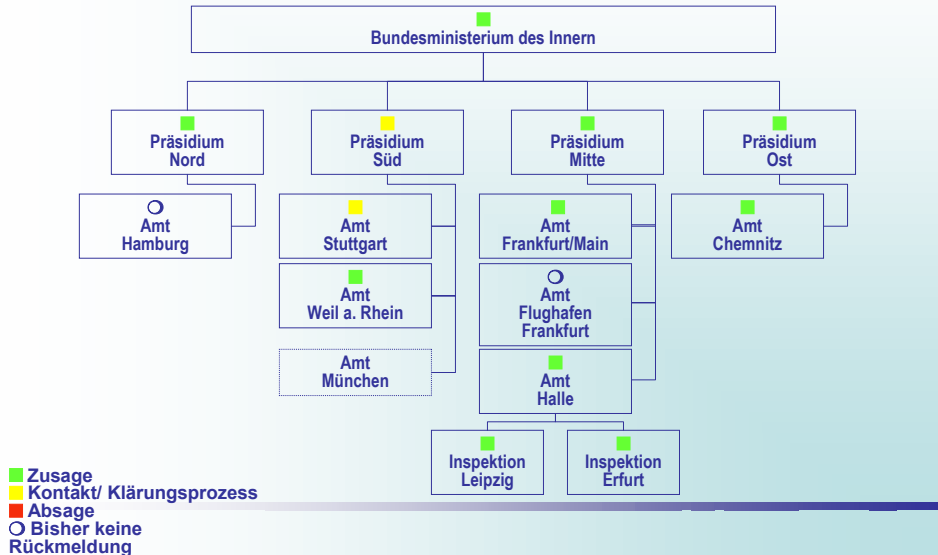 Bundesministerium des Innern
Präsidium
Nord
Präsidium
Süd
Präsidium
Mitte
Präsidium
Ost
Amt
Hamburg
Amt
Stuttgart
Amt
Frankfurt/Main
Amt
Chemnitz
Amt
Weil a. Rhein
Amt
Flughafen
Frankfurt
Amt
München
Amt
Halle
Inspektion
Leipzig
Inspektion
Erfurt
Zusage
Kontakt/ Klärungsprozess
Absage
Bisher keine
Rückmeldung